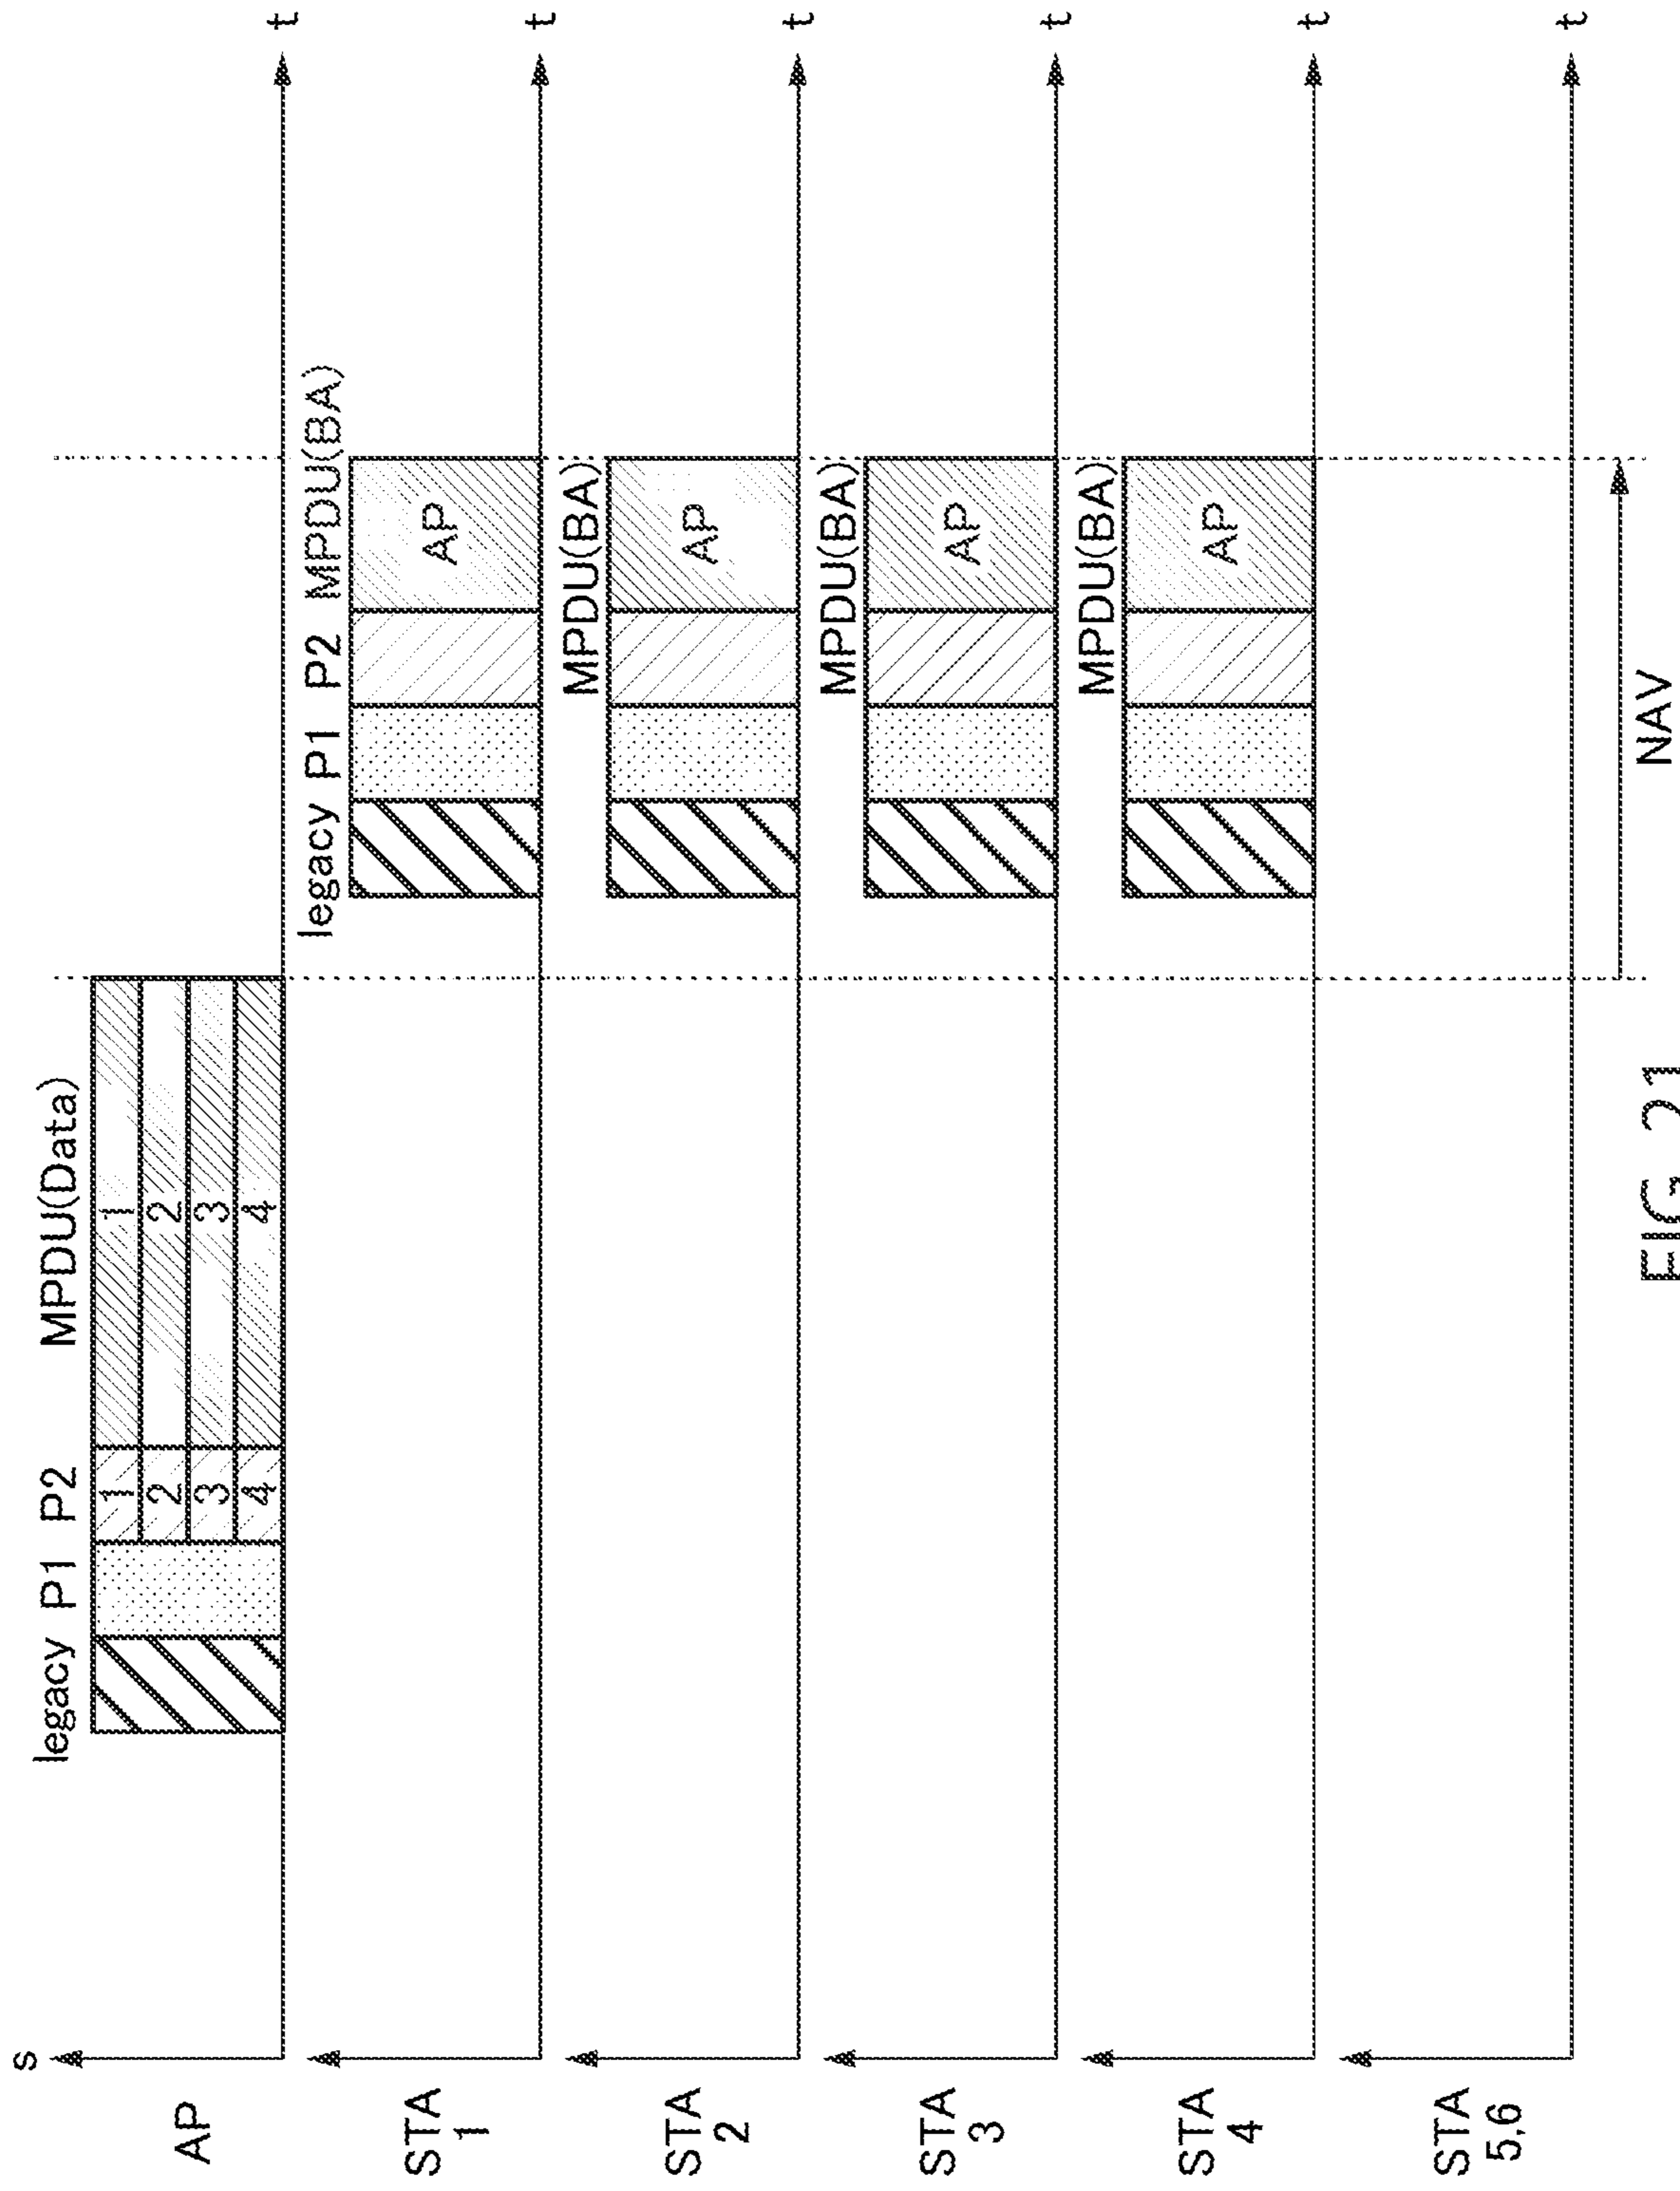 s
AP
legacy P1 P2 MPDU(Data)
1 1
2 2
3 3
4 4
t
STA
1
legacy P1 P2 MPDU(BA)
AP
t
STA
2
MPDU(BA)
AP
t
STA
3
MPDU(BA)
AP
t
STA
4
MPDU(BA)
AP
t
STA
5,6
t
NAV
FIG. 21